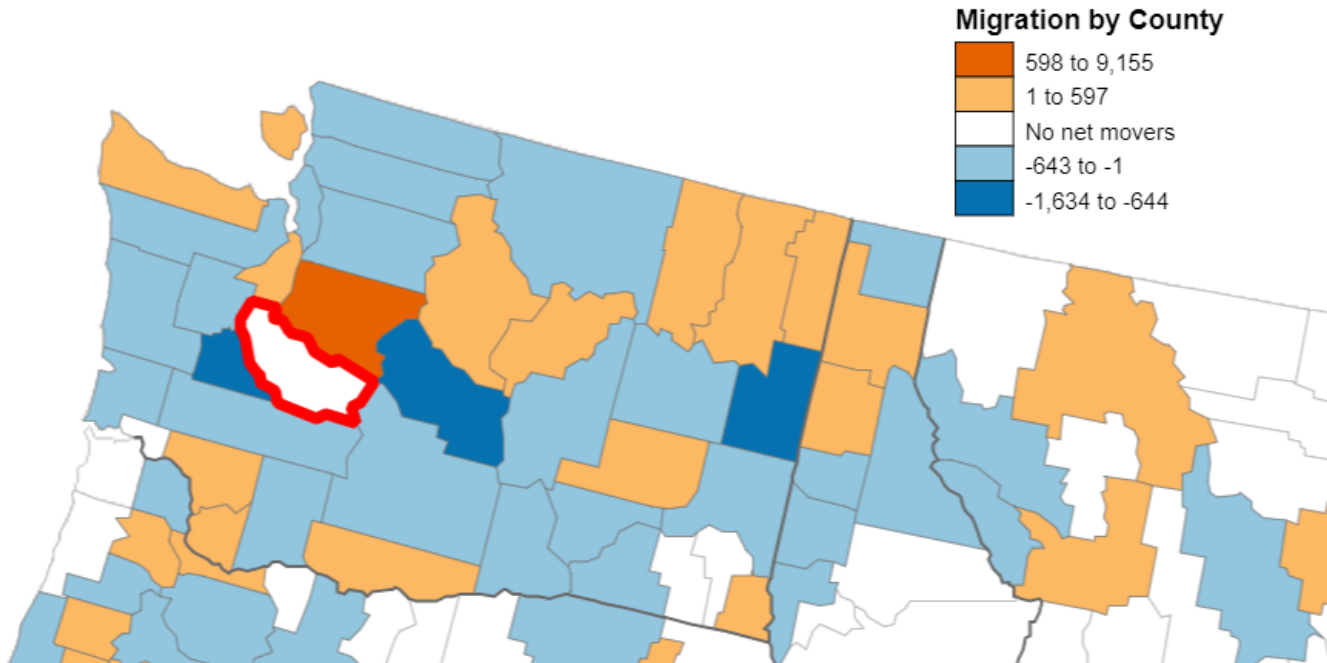 Migration by County
598 to 9,155
1 to 597
No net movers
-643 to -1
-1,634 to -644